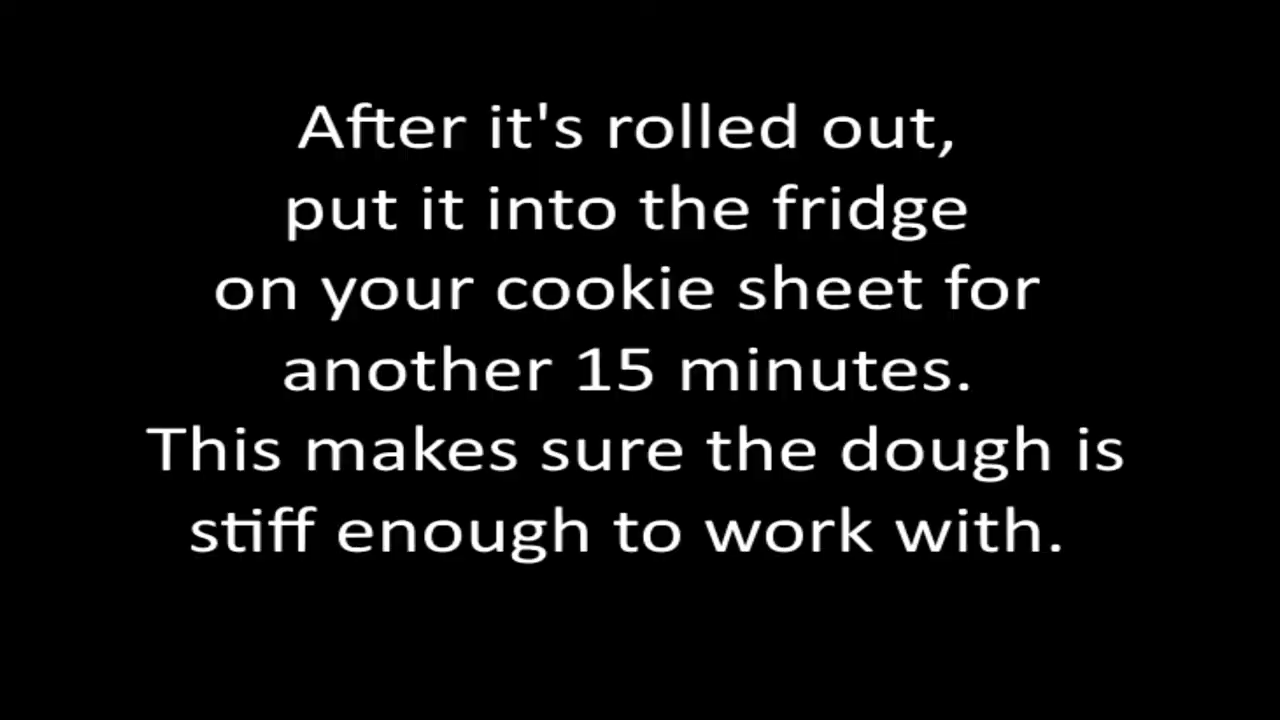 After it's rolled out,
put it into the fridge
on your cookie sheet for
another 15 minutes.
This makes sure the dough is
stiff enough to work with.